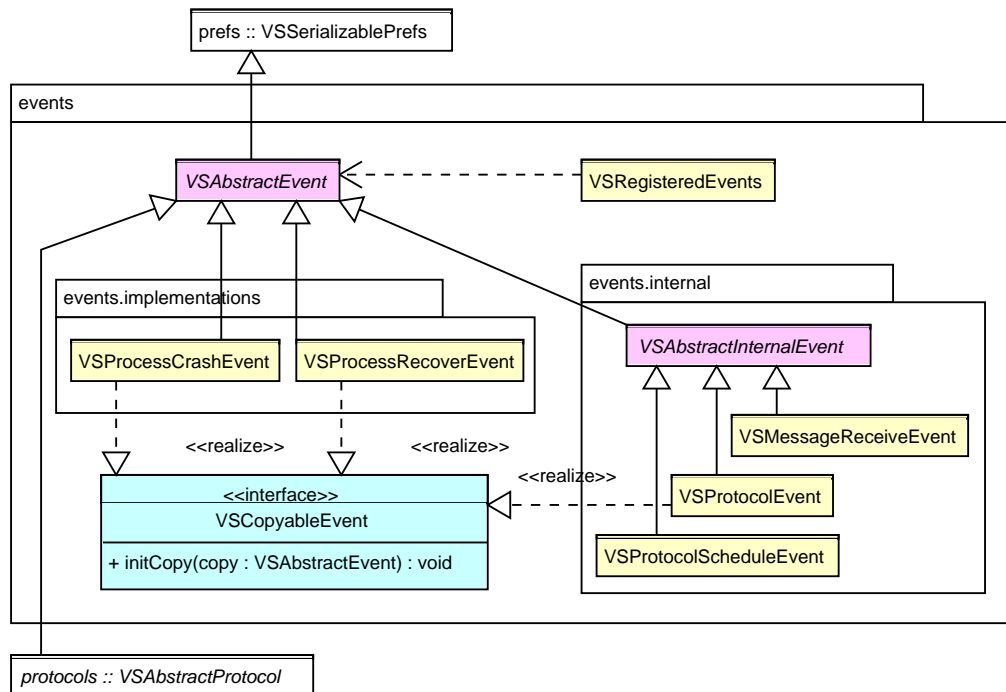 prefs :: VSSerializablePrefs
events
VSAbstractEvent
VSRegisteredEvents
events.implementations
events.internal
VSProcessCrashEvent
VSProcessRecoverEvent
VSAbstractInternalEvent
VSMessageReceiveEvent
<<realize>>
<<realize>>
<<realize>>
<<interface>>
VSCopyableEvent
VSProtocolEvent
+ initCopy(copy : VSAbstractEvent) : void
VSProtocolScheduleEvent
protocols :: VSAbstractProtocol